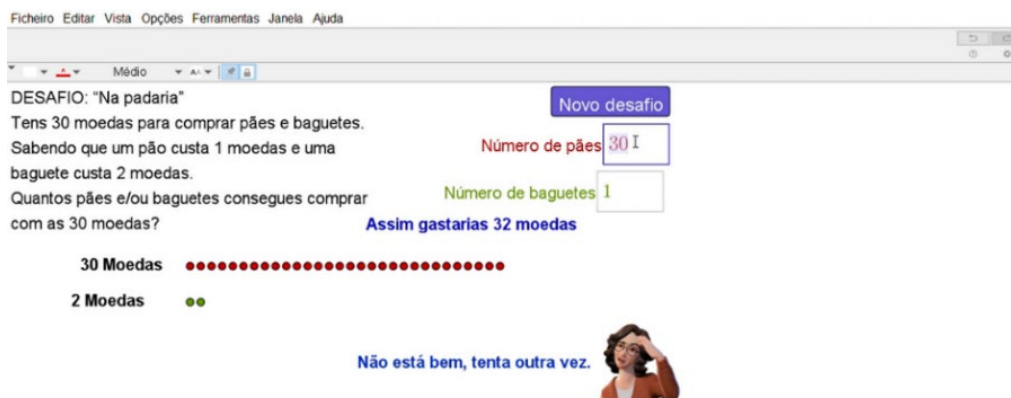 Ficheiro Editar Vista Opções Ferramentas Janela Ajuda
Médio
DESAFIO: "Na padaria"
Tens 30 moedas para comprar pães e baguetes.
Sabendo que um pão custa 1 moedas e uma
baguete custa 2 moedas.
Quantos pães e/ou baguetes consegues comprar
com as 30 moedas?
Novo desafio
Número de pães 30
Número de baguetes 1
Assim gastarias 32 moedas
30 Moedas
2 Moedas
Não está bem, tenta outra vez.